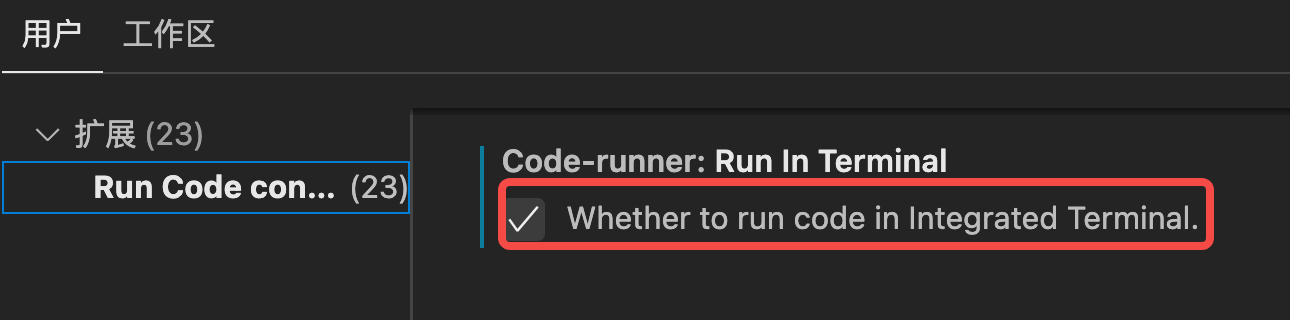 用户 工作区
扩展 (23)
Run Code con... (23)
Code-runner: Run In Terminal
Whether to run code in Integrated Terminal.